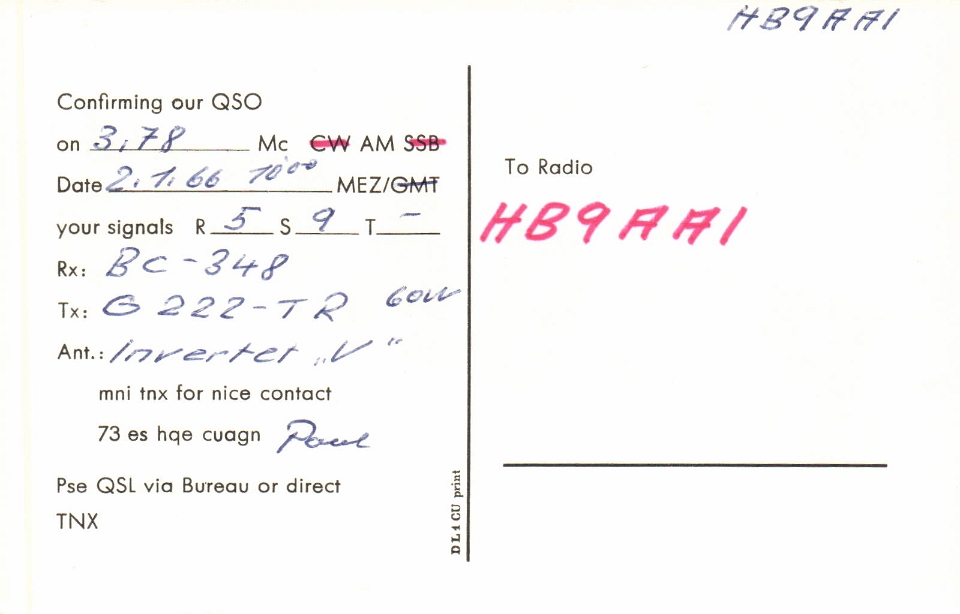 HB9AAI
Confirming our QSO
on 3,78 Mc CW AM SSB
Date 2.1.66 10⁰⁰ MEZ/GMT
your signals R 5 S 9 T –
Rx: BC-348
Tx: G 222-TR 60W
Ant.: Invertet „V“
mni tnx for nice contact
73 es hqe cuagn Paul
Pse QSL via Bureau or direct
TNX
DL1CU print
To Radio
HB9AAI